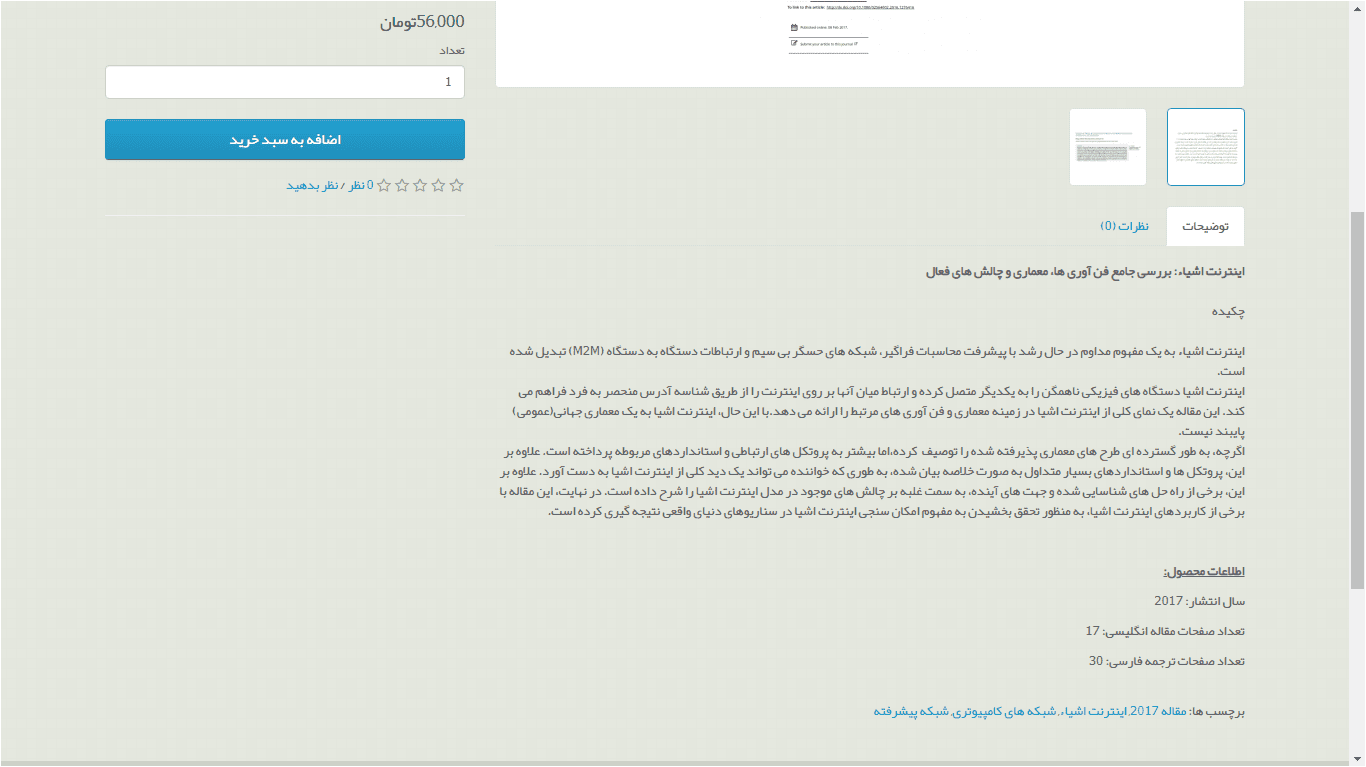 56,000تومان
تعداد
1
اضافه به سبد خرید
0 نظر / نظر بدهید
To link to this article:
Published online: 08 Feb 2017.
Submit your article to this journal
توضیحات
نظرات (0)
اینترنت اشیاء: بررسی جامع فن آوری ها، معماری و چالش های فعال
چکیده
اینترنت اشیاء به یک مفهوم مداوم در حال رشد با پیشرفت محاسبات فراگیر، شبکه های حسگر بی سیم و ارتباطات دستگاه به دستگاه (M2M) تبدیل شده
است.
اینترنت اشیا دستگاه های فیزیکی ناهمگن را به یکدیگر متصل کرده و ارتباط میان آنها بر روی اینترنت را از طریق شناسه آدرس منحصر به فرد فراهم می
کند. این مقاله یک نمای کلی از اینترنت اشیا در زمینه معماری و فن آوری های مرتبط را ارائه می دهد.با این حال، اینترنت اشیا به یک معماری جهانی(عمومی)
پایبند نیست.
اگرچه، به طور گسترده ای طرح های معماری پذیرفته شده را توصیف کرده،اما بیشتر به پروتکل های ارتباطی و استانداردهای مربوطه پرداخته است. علاوه بر
این، پروتکل ها و استانداردهای بسیار متداول به صورت خلاصه بیان شده، به طوری که خواننده می تواند یک دید کلی از اینترنت اشیا به دست آورد. علاوه بر
این، برخی از راه حل های شناسایی شده و جهت های آینده، به سمت غلبه بر چالش های موجود در مدل اینترنت اشیا را شرح داده است. در نهایت، این مقاله با
برخی از کاربردهای اینترنت اشیا، به منظور تحقق بخشیدن به مفهوم امکان سنجی اینترنت اشیا در سناریوهای دنیای واقعی نتیجه گیری کرده است.
اطلاعات محصول:
سال انتشار: 2017
تعداد صفحات مقاله انگلیسی: 17
تعداد صفحات ترجمه فارسی: 30
برچسب ها: مقاله 2017, اینترنت اشیاء, شبکه های کامپیوتری, شبکه پیشرفته